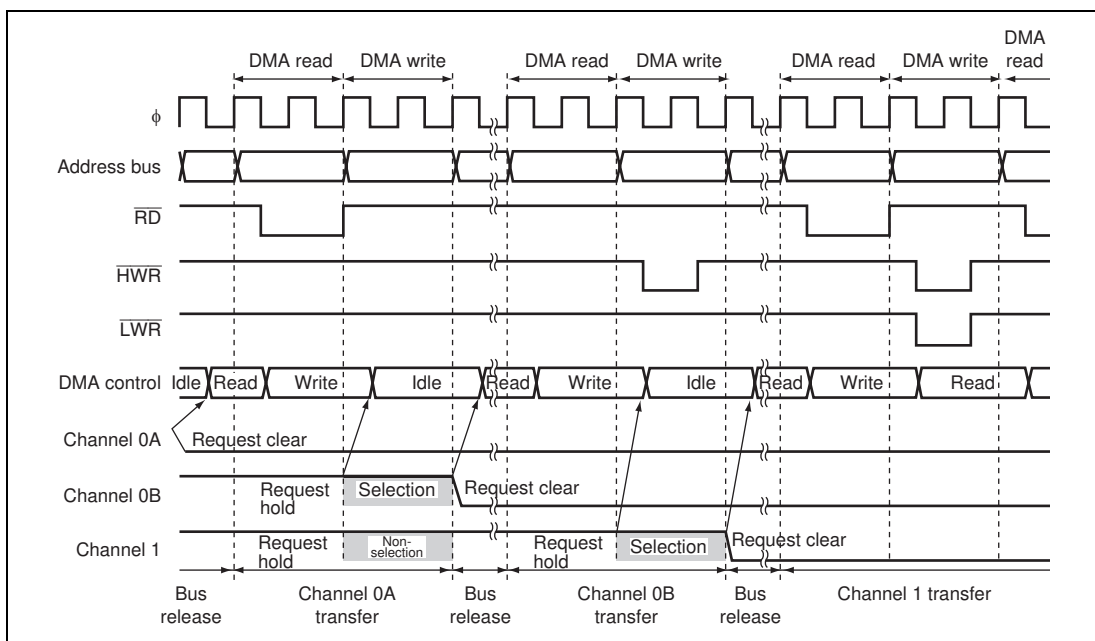 DMA
read
DMA read
DMA write
DMA read
DMA write
DMA read
DMA write
ϕ
Address bus
RD
HWR
LWR
DMA control
Idle
Read
Write
Idle
Read
Write
Idle
Read
Write
Read
Channel 0A
Request clear
Channel 0B
Request
hold
Selection
Request clear
Channel 1
Request
hold
Non-
selection
Request
hold
Selection
Request clear
Bus
release
Channel 0A
transfer
Bus
release
Channel 0B
transfer
Bus
release
Channel 1 transfer